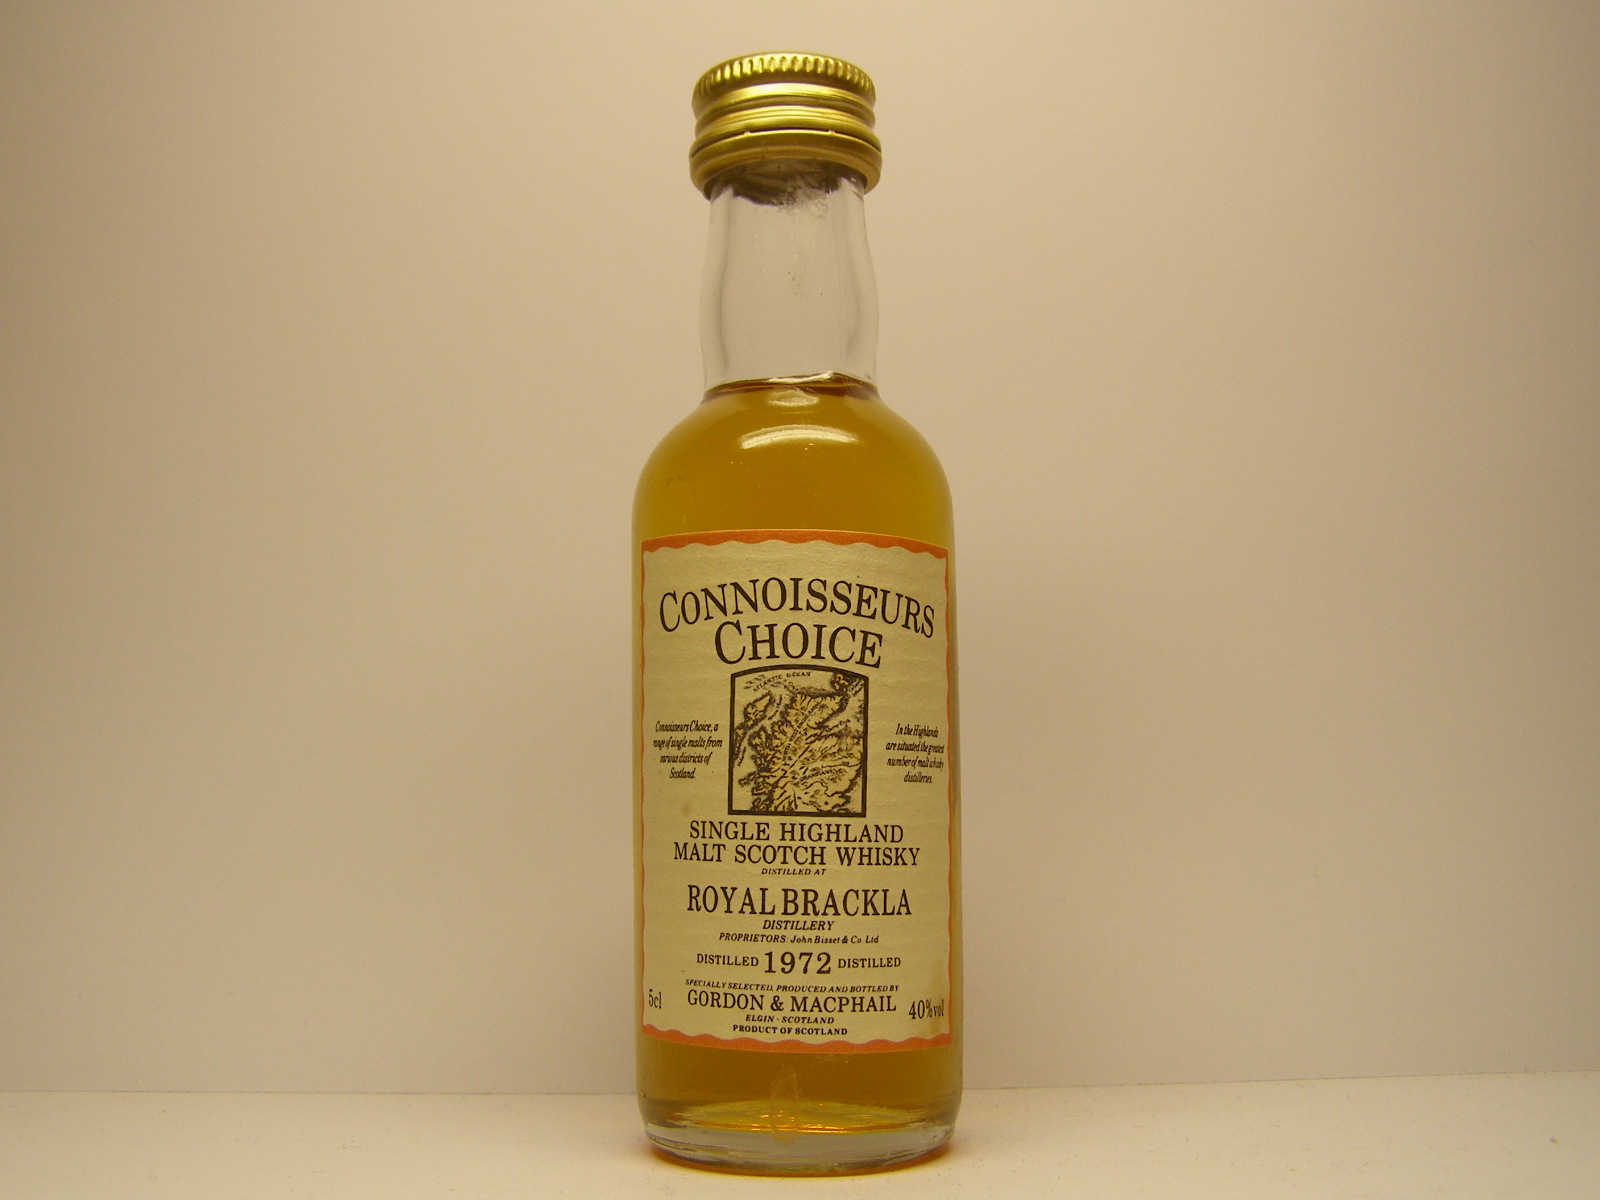 CONNOISSEURS
CHOICE
ATLANTIC OCEAN
Connoisseurs Choice, a
range of single malts from
various districts of
Scotland.
In the Highlands
are situated the greatest
number of malt whisky
distilleries.
SINGLE HIGHLAND
MALT SCOTCH WHISKY
DISTILLED AT
ROYAL BRACKLA
DISTILLERY
PROPRIETORS: John Bisset & Co. Ltd
DISTILLED 1972 DISTILLED
SPECIALLY SELECTED, PRODUCED AND BOTTLED BY
5cl GORDON & MACPHAIL 40%vol
ELGIN · SCOTLAND
PRODUCT OF SCOTLAND